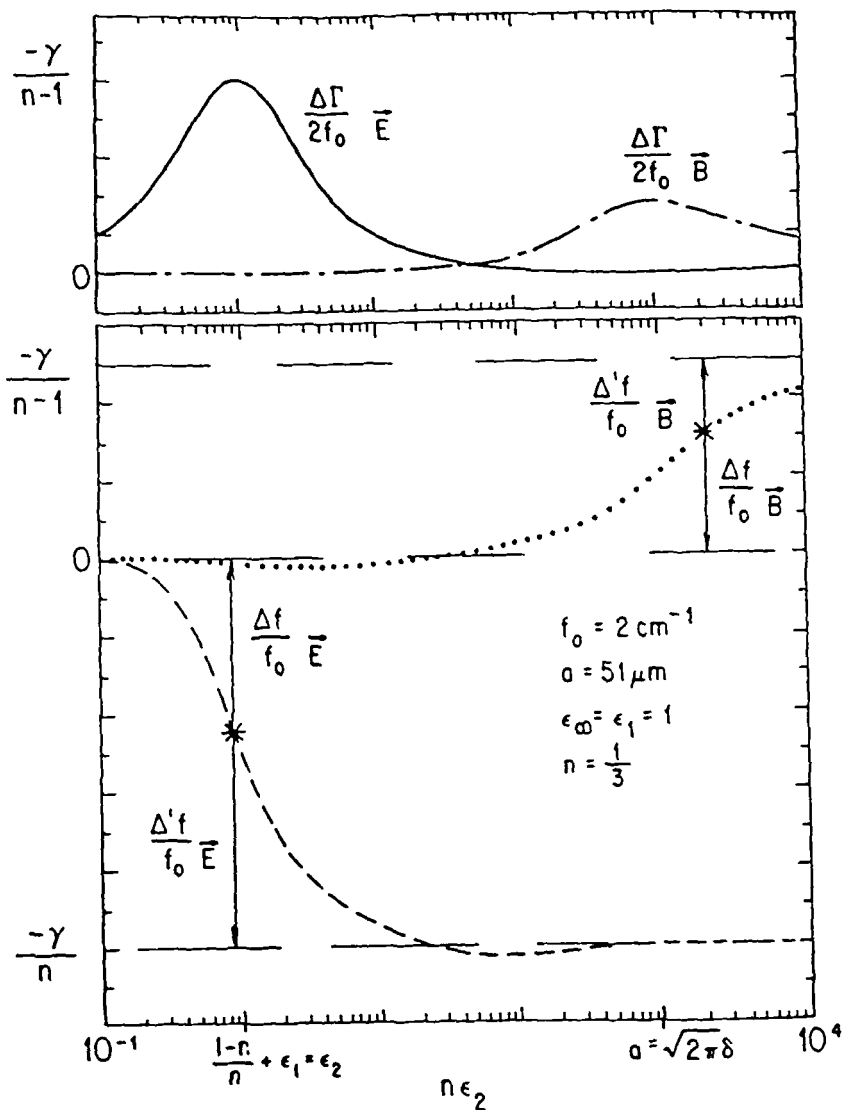 -γ
n-1
ΔΓ
2f₀ E⃗
ΔΓ
2f₀ B⃗
0
-γ
n-1
Δ'f
f₀ B⃗
Δf
f₀ B⃗
0
Δf
f₀ E⃗
f₀ = 2 cm⁻¹
a = 51 μm
ε∞ = ε₁ = 1
n = 1/3
Δ'f
f₀ E⃗
-γ
n
10⁻¹
1-n/n + ε₁ = ε₂
a = √2π δ
10⁴
nε₂